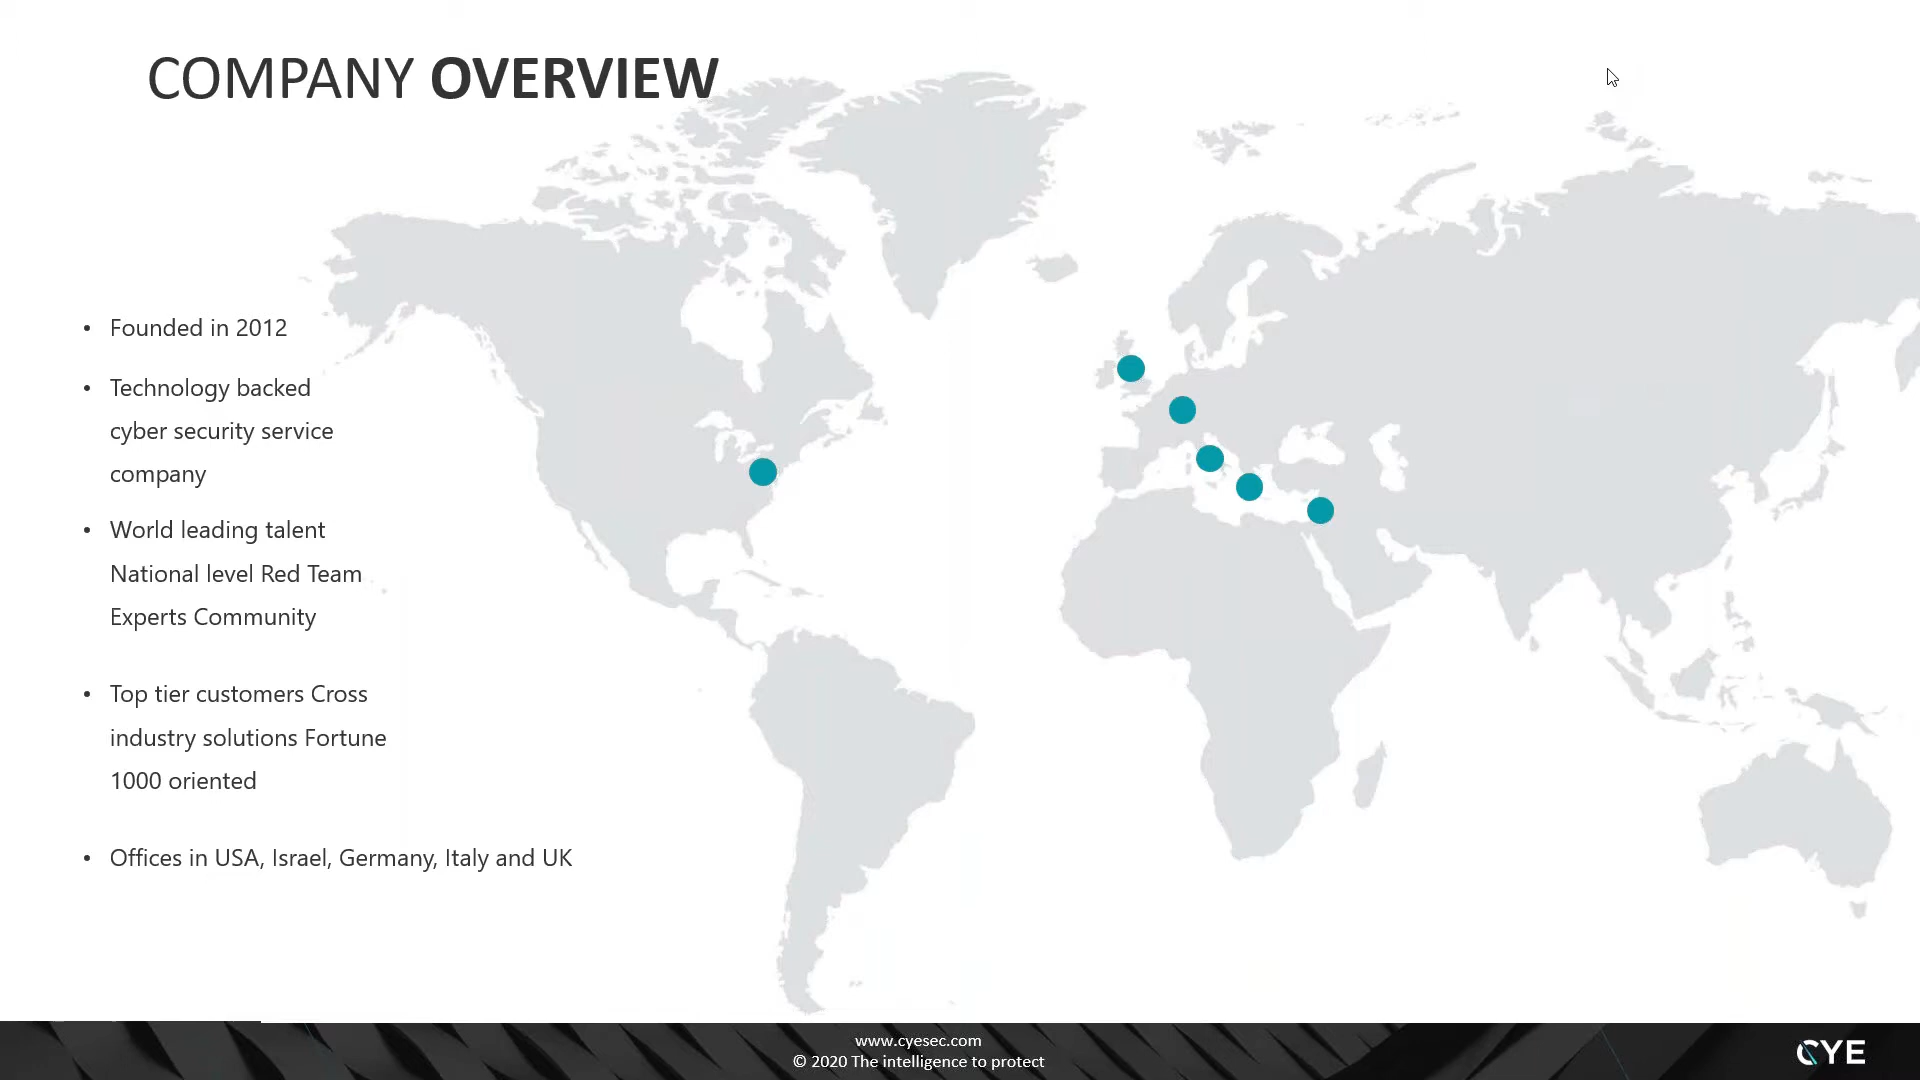 COMPANY OVERVIEW
• Founded in 2012
• Technology backed
cyber security service
company
• World leading talent
National level Red Team
Experts Community
• Top tier customers Cross
industry solutions Fortune
1000 oriented
• Offices in USA, Israel, Germany, Italy and UK
www.cyesec.com
© 2020 The intelligence to protect
CYE